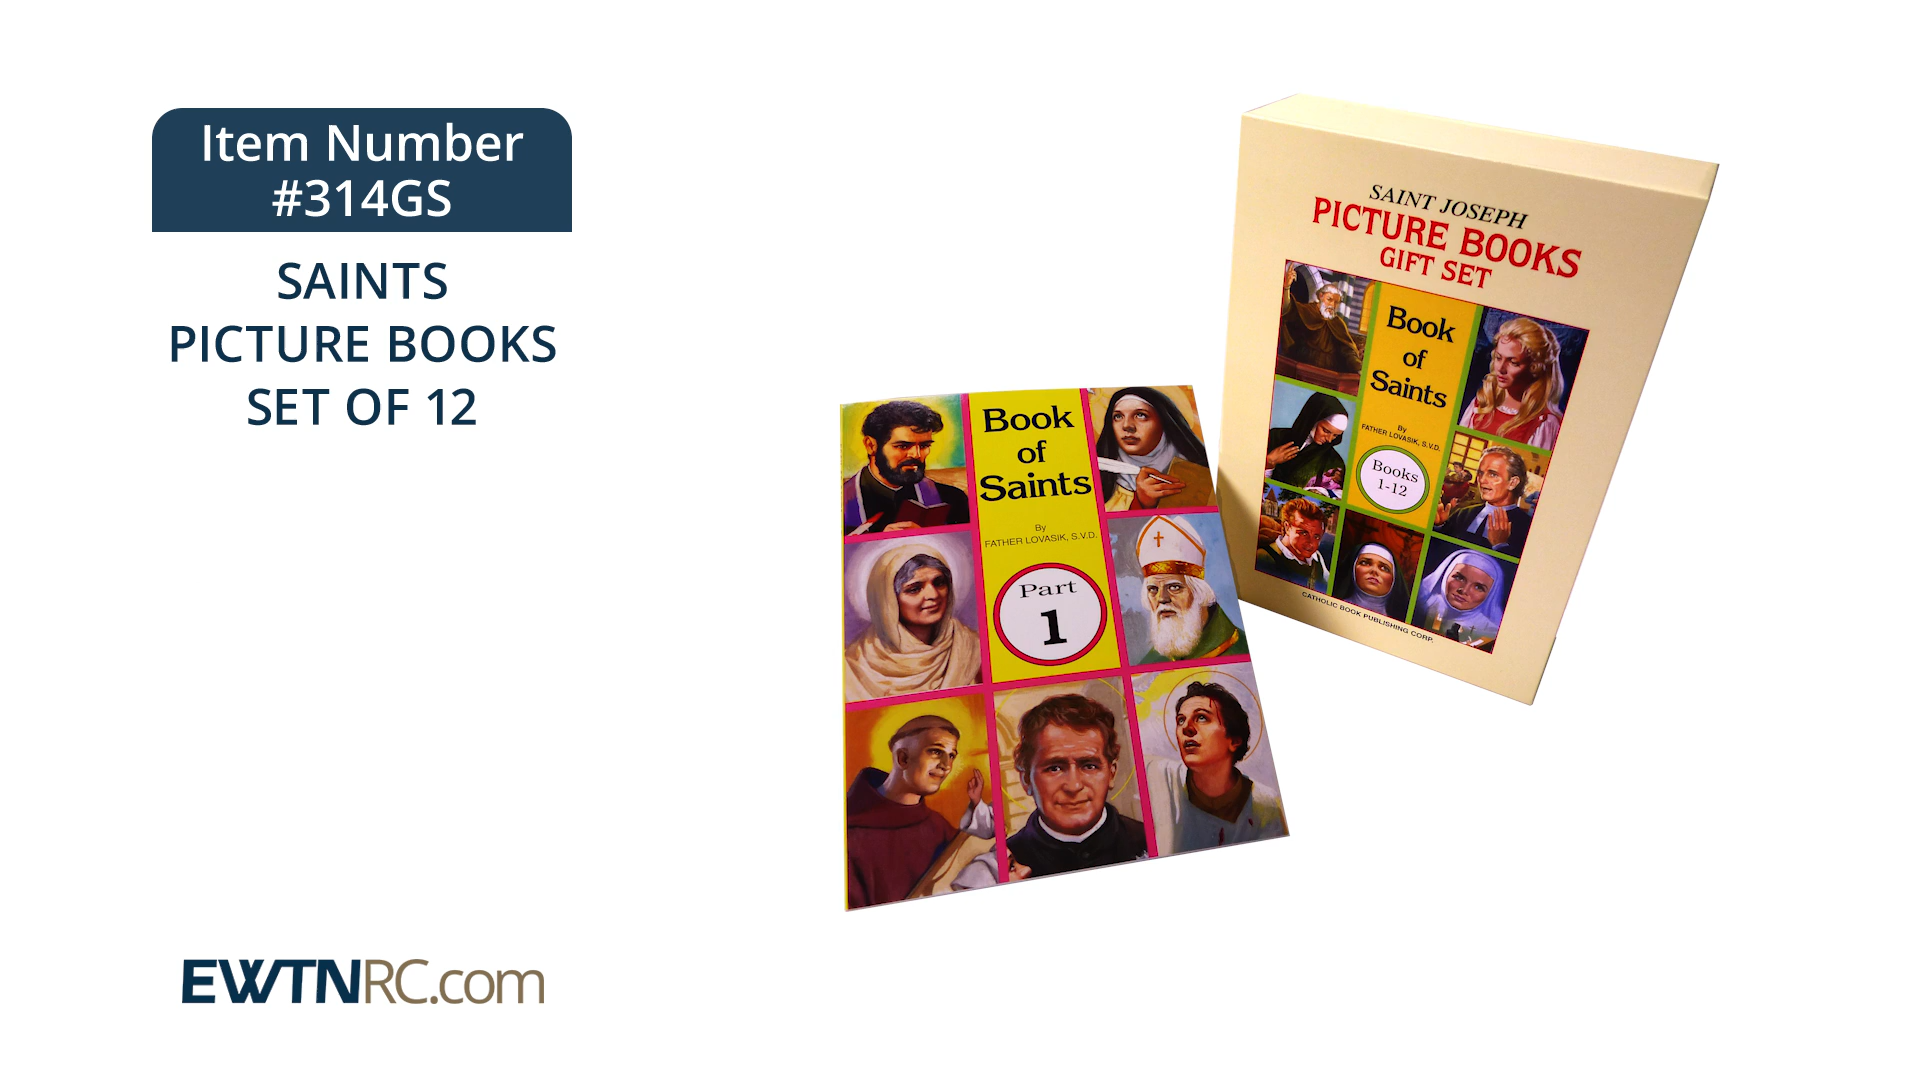 Item Number
#314GS
SAINTS
PICTURE BOOKS
SET OF 12
SAINT JOSEPH
PICTURE BOOKS
GIFT SET
Book
of
Saints
By
FATHER LOVASIK, S.V.D.
Books
1-12
CATHOLIC BOOK PUBLISHING CORP.
Book
of
Saints
By
FATHER LOVASIK, S.V.D.
Part
1
EWTNRC.com